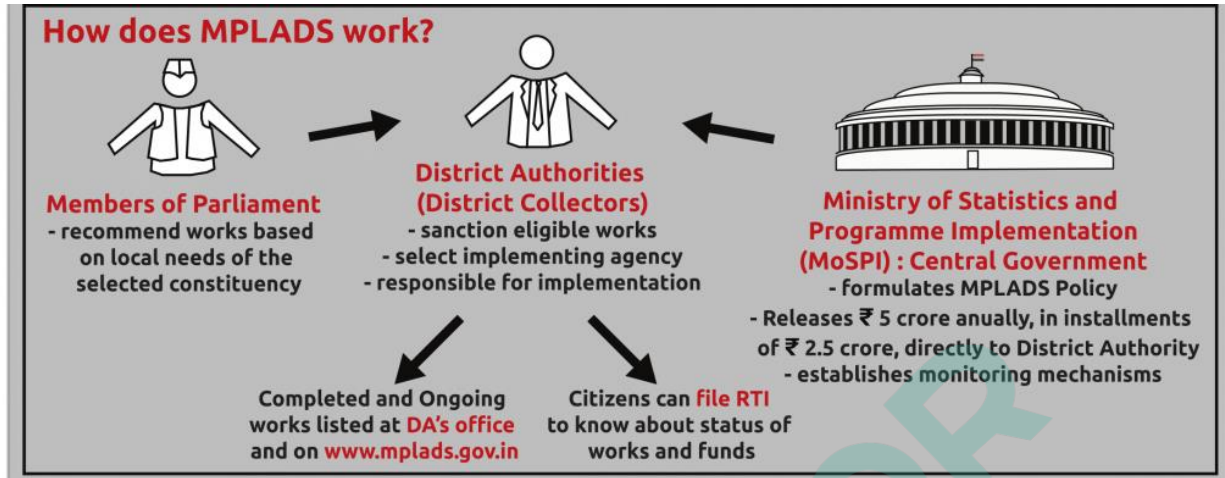 How does MPLADS work?
Members of Parliament
- recommend works based
on local needs of the
selected constituency
District Authorities
(District Collectors)
- sanction eligible works
- select implementing agency
- responsible for implementation
Ministry of Statistics and
Programme Implementation
(MoSPI) : Central Government
- formulates MPLADS Policy
- Releases ₹ 5 crore anually, in installments
of ₹ 2.5 crore, directly to District Authority
- establishes monitoring mechanisms
Completed and Ongoing
works listed at DA's office
and on www.mplads.gov.in
Citizens can file RTI
to know about status of
works and funds